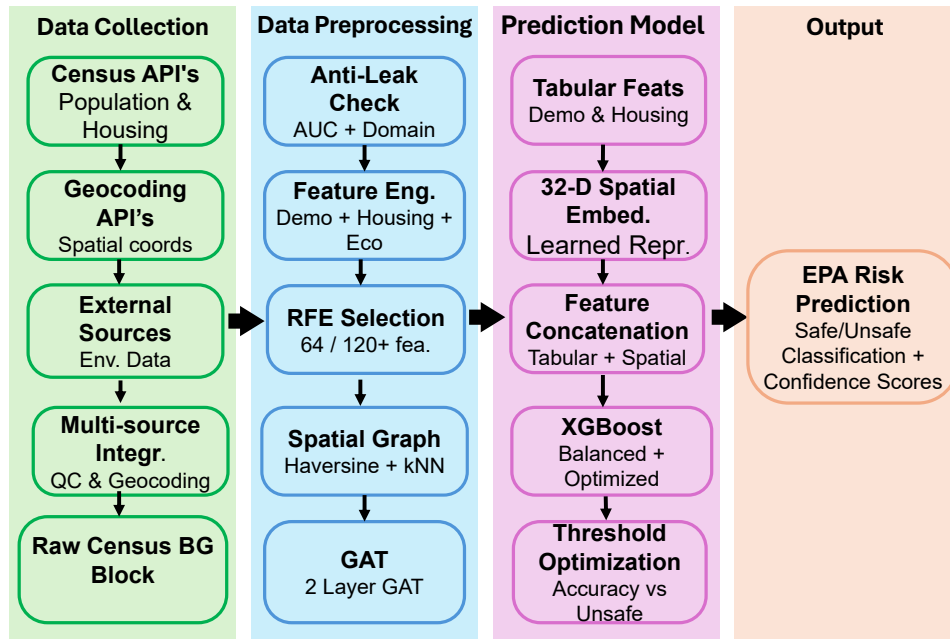 Data Collection
Census API's
Population &
Housing
Geocoding
API's
Spatial coords
External
Sources
Env. Data
Multi-source
Integr.
QC & Geocoding
Raw Census BG
Block
Data Preprocessing
Anti-Leak
Check
AUC + Domain
Feature Eng.
Demo + Housing +
Eco
RFE Selection
64 / 120+ fea.
Spatial Graph
Haversine + kNN
GAT
2 Layer GAT
Prediction Model
Tabular Feats
Demo & Housing
32-D Spatial
Embed.
Learned Repr.
Feature
Concatenation
Tabular + Spatial
XGBoost
Balanced +
Optimized
Threshold
Optimization
Accuracy vs
Unsafe
Output
EPA Risk
Prediction
Safe/Unsafe
Classification +
Confidence Scores